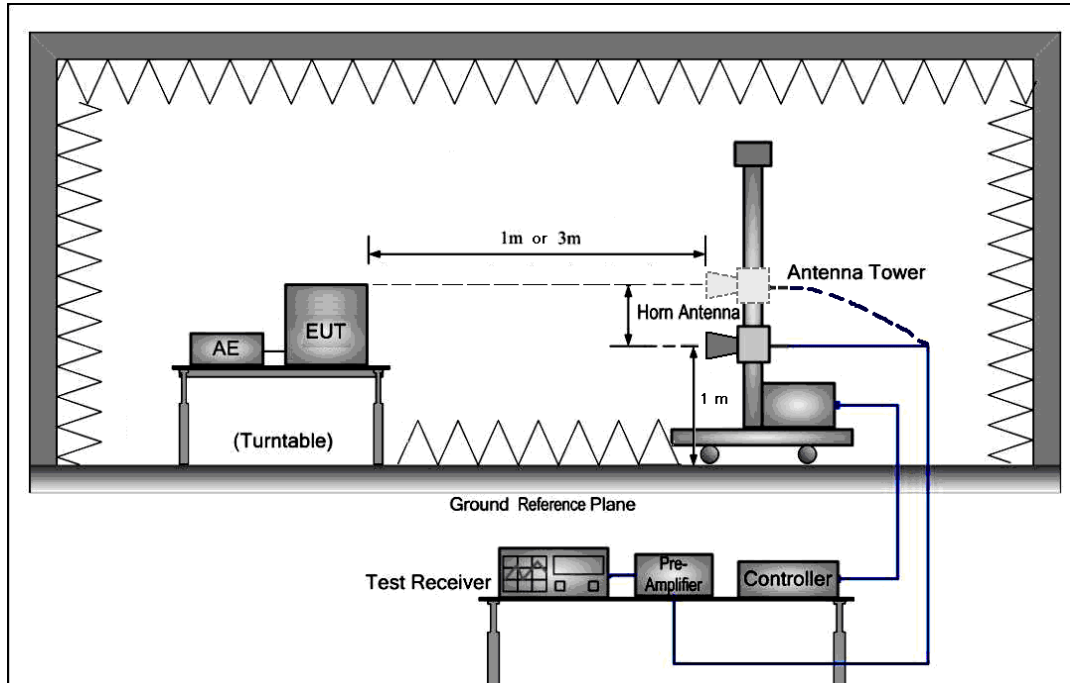 1m or 3m
Antenna Tower
Horn Antenna
EUT
AE
1 m
(Turntable)
Ground Reference Plane
Test Receiver
Pre-
Amplifier
Controller